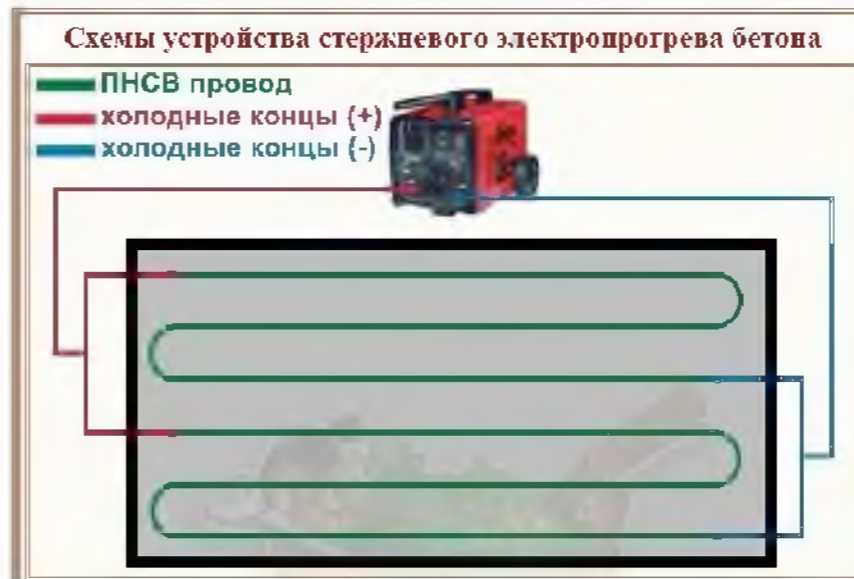 Схемы устройства стержневого электропрогрева бетона
ПНСВ провод
холодные концы (+)
холодные концы (-)